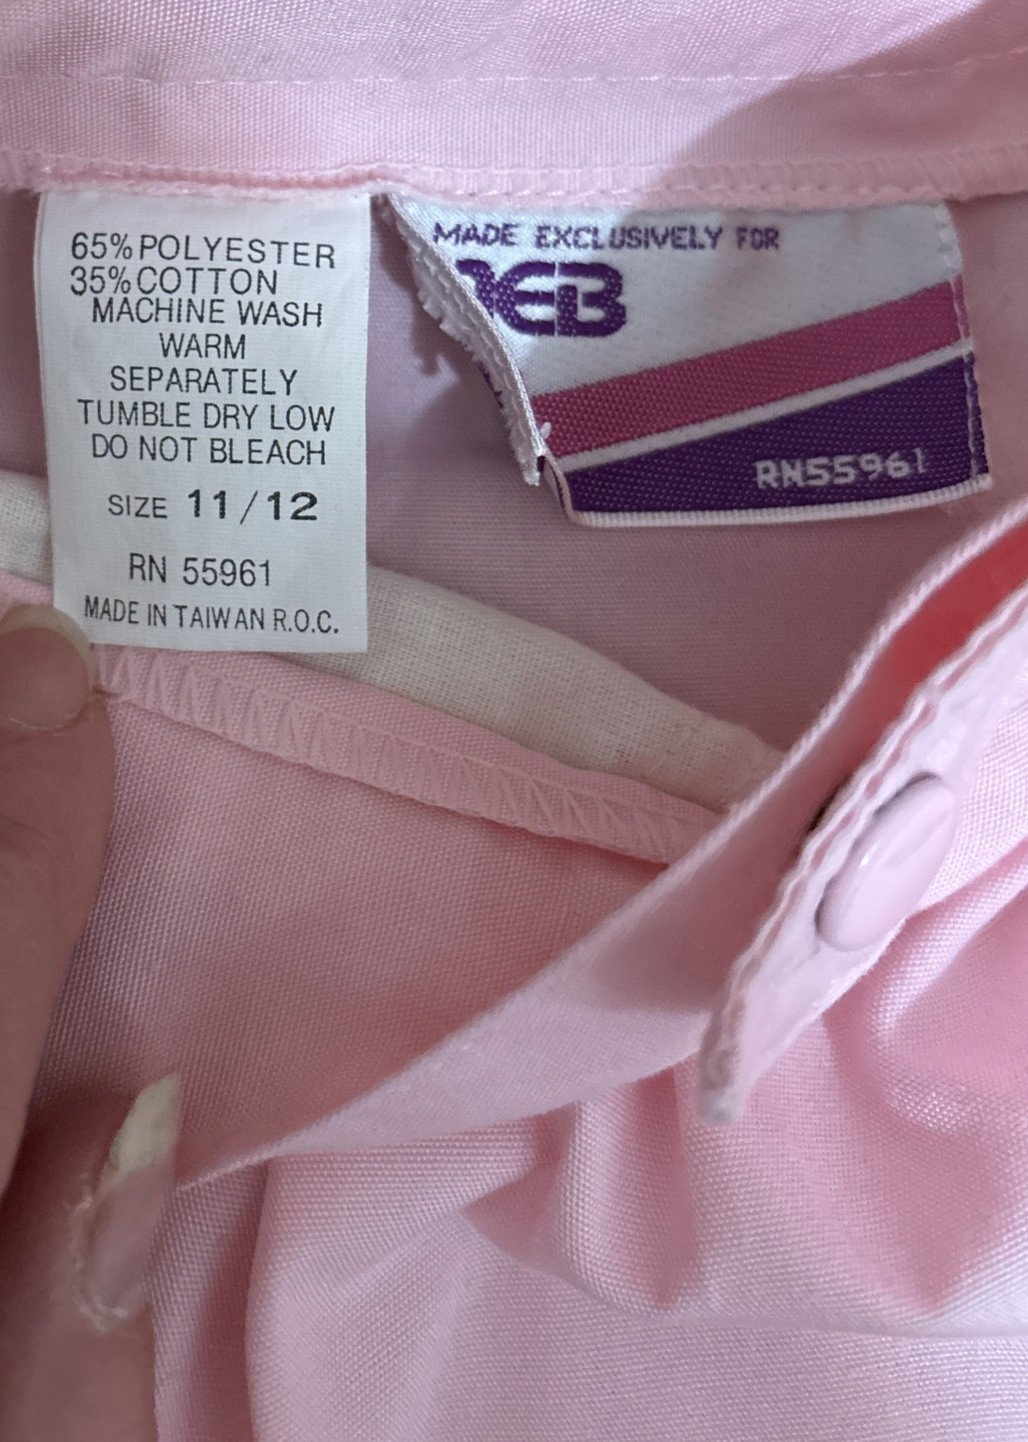 65% POLYESTER
35% COTTON
MACHINE WASH
WARM
SEPARATELY
TUMBLE DRY LOW
DO NOT BLEACH
SIZE 11/12
RN 55961
MADE IN TAIWAN R.O.C.
MADE EXCLUSIVELY FOR
RN55961